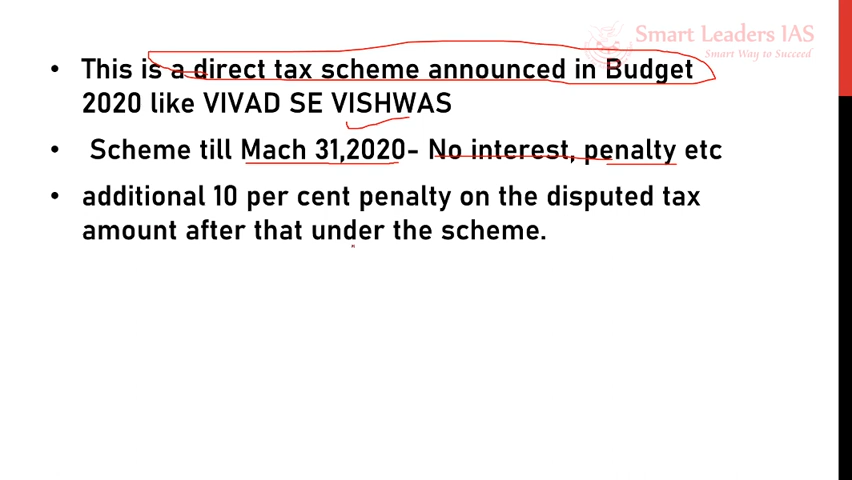 Smart Leaders IAS
Smart Way to Succeed
• This is a direct tax scheme announced in Budget
2020 like VIVAD SE VISHWAS
• Scheme till Mach 31,2020- No interest, penalty etc
• additional 10 per cent penalty on the disputed tax
amount after that under the scheme.